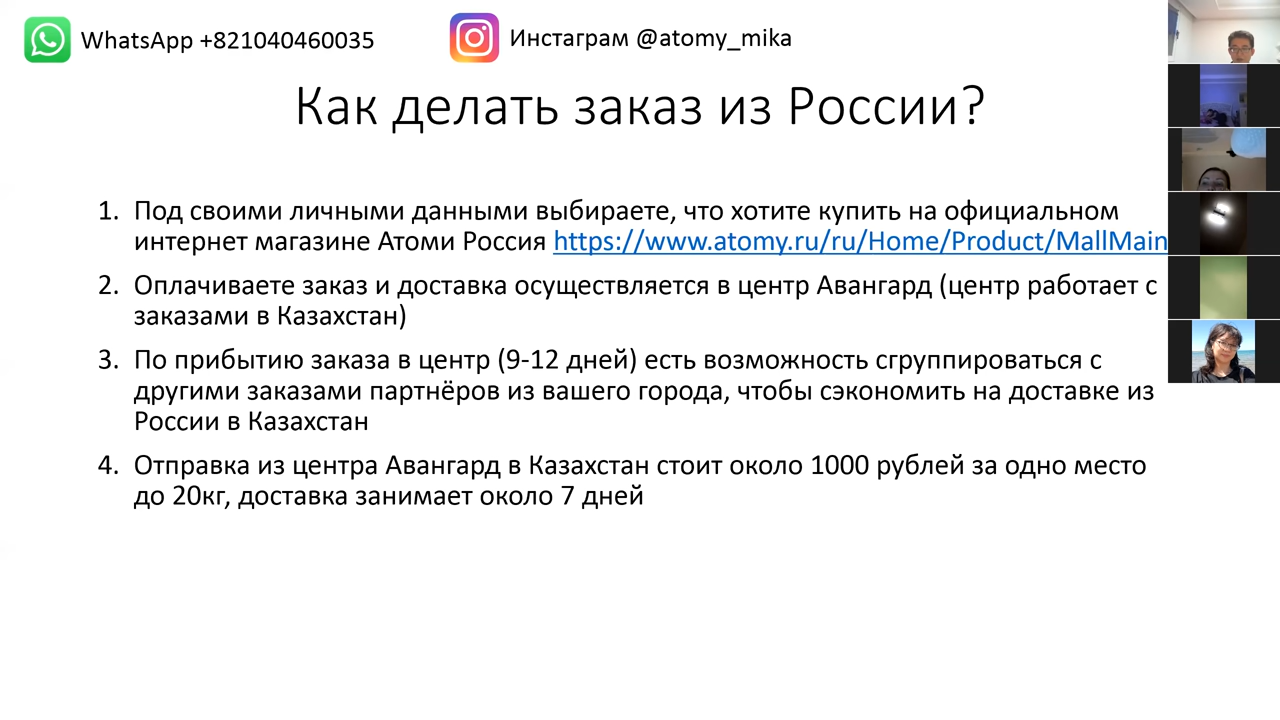 WhatsApp +821040460035
Инстаграм @atomy_mika
Как делать заказ из России?
1. Под своими личными данными выбираете, что хотите купить на официальном
интернет магазине Атоми Россия https://www.atomy.ru/ru/Home/Product/MallMain
2. Оплачиваете заказ и доставка осуществляется в центр Авангард (центр работает с
заказами в Казахстан)
3. По прибытию заказа в центр (9-12 дней) есть возможность сгруппироваться с
другими заказами партнёров из вашего города, чтобы сэкономить на доставке из
России в Казахстан
4. Отправка из центра Авангард в Казахстан стоит около 1000 рублей за одно место
до 20кг, доставка занимает около 7 дней